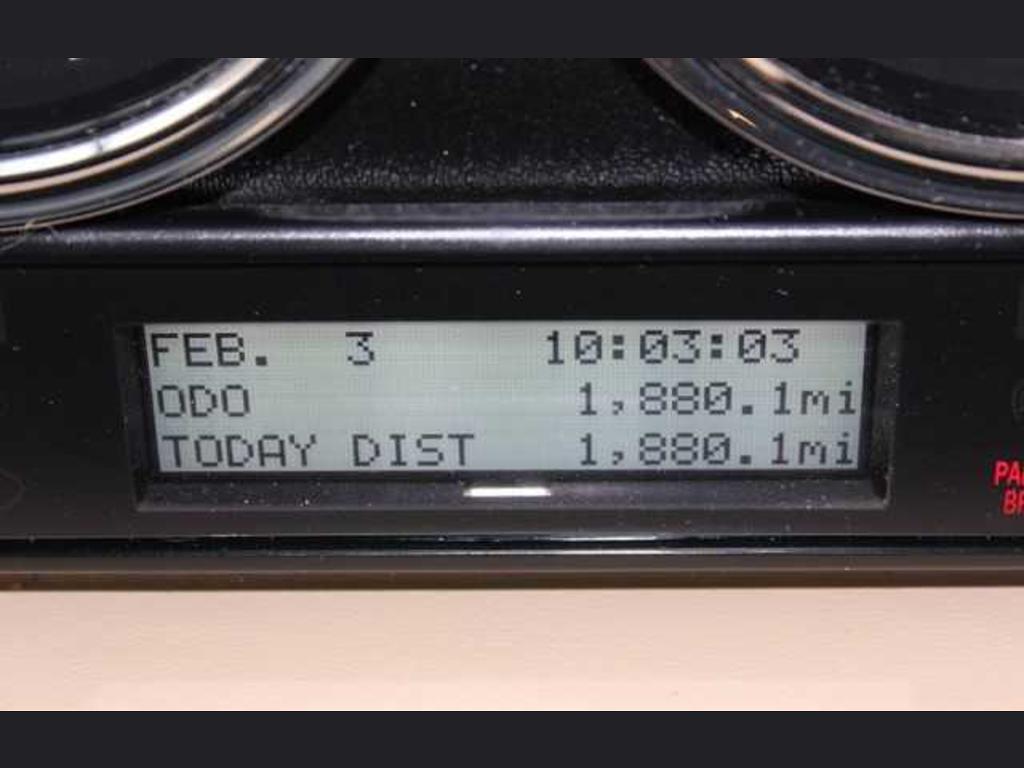 FEB. 3 10:03:03
ODO 1,880.1mi
TODAY DIST 1,880.1mi